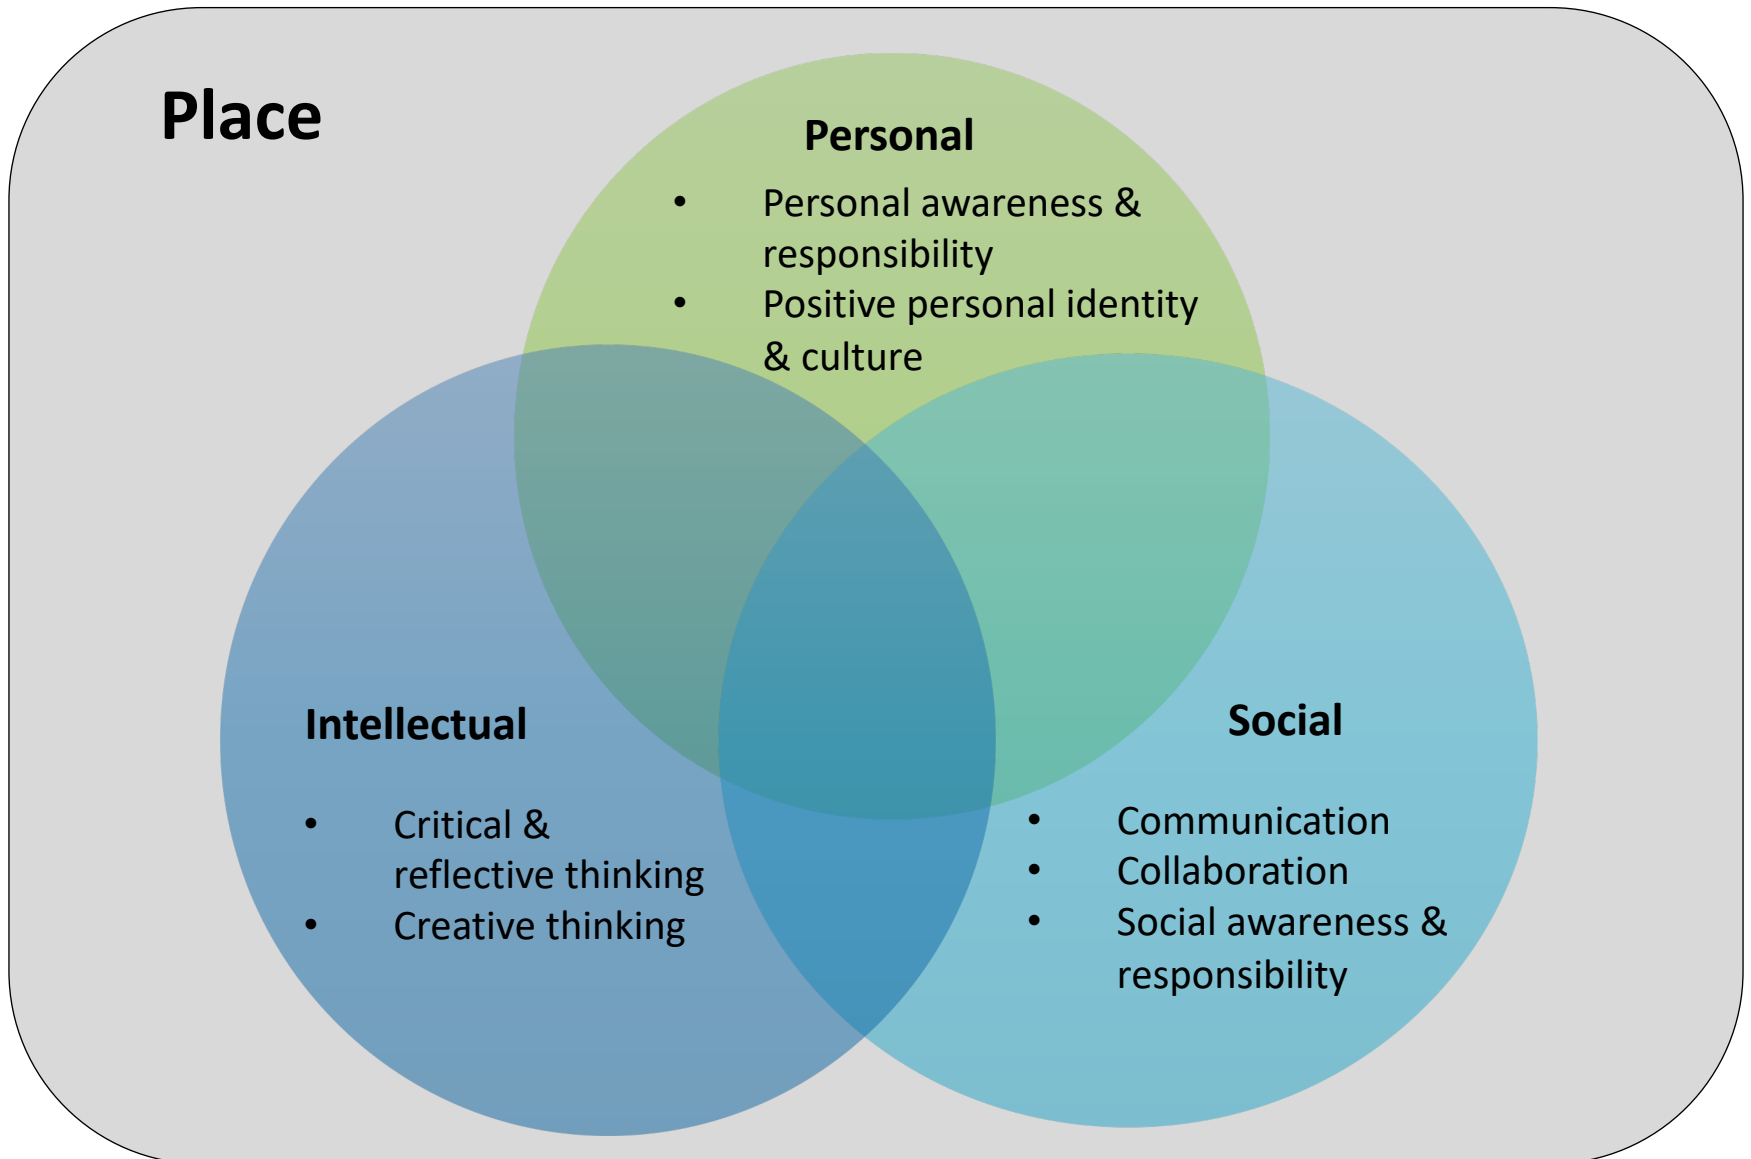 Place
Personal
• Personal awareness &
responsibility
• Positive personal identity
& culture
Intellectual
• Critical &
reflective thinking
• Creative thinking
Social
• Communication
• Collaboration
• Social awareness &
responsibility